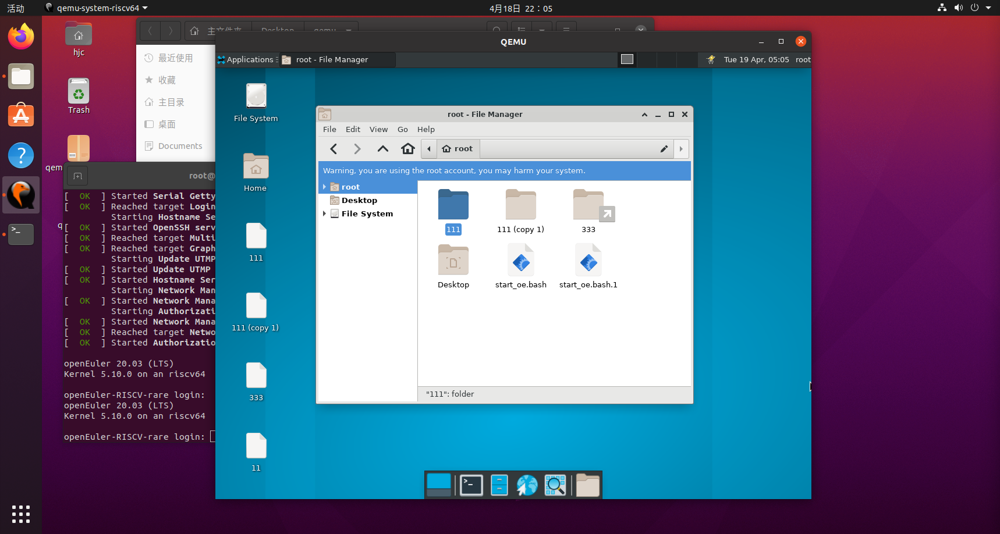 活动
qemu-system-riscv64
4月18日 22：05
hjc
Trash
qem
q
主文件夹
Desktop
qemu
最近使用
收藏
主目录
桌面
Documents
root@
[  OK  ] Started Serial Getty
[  OK  ] Reached target Login
Starting Hostname Se
[  OK  ] Started OpenSSH serv
[  OK  ] Reached target Multi
[  OK  ] Reached target Graph
Starting Update UTMP
[  OK  ] Started Update UTMP
[  OK  ] Started Hostname Ser
Starting Network Man
[  OK  ] Started Network Mana
Starting Authorizati
[  OK  ] Started Network Mana
[  OK  ] Reached target Netwo
[  OK  ] Started Authorizatio
openEuler 20.03 (LTS)
Kernel 5.10.0 on an riscv64
openEuler-RISCV-rare login:
openEuler 20.03 (LTS)
Kernel 5.10.0 on an riscv64
openEuler-RISCV-rare login:
QEMU
Applications
root - File Manager
Tue 19 Apr, 05:05
root
File System
Home
111
111 (copy 1)
333
11
root - File Manager
File Edit View Go Help
root
Warning, you are using the root account, you may harm your system.
root
Desktop
File System
111
111 (copy 1)
333
Desktop
start_oe.bash
start_oe.bash.1
"111": folder